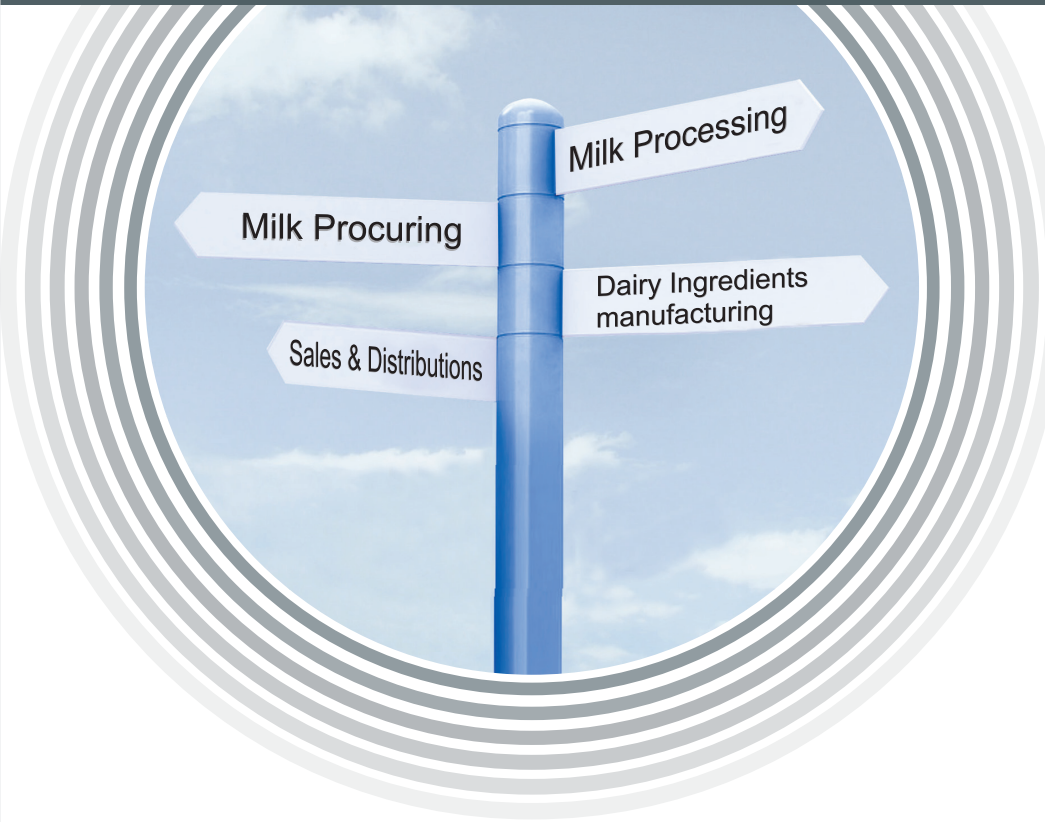 Milk Processing
Milk Procuring
Dairy Ingredients
manufacturing
Sales & Distributions